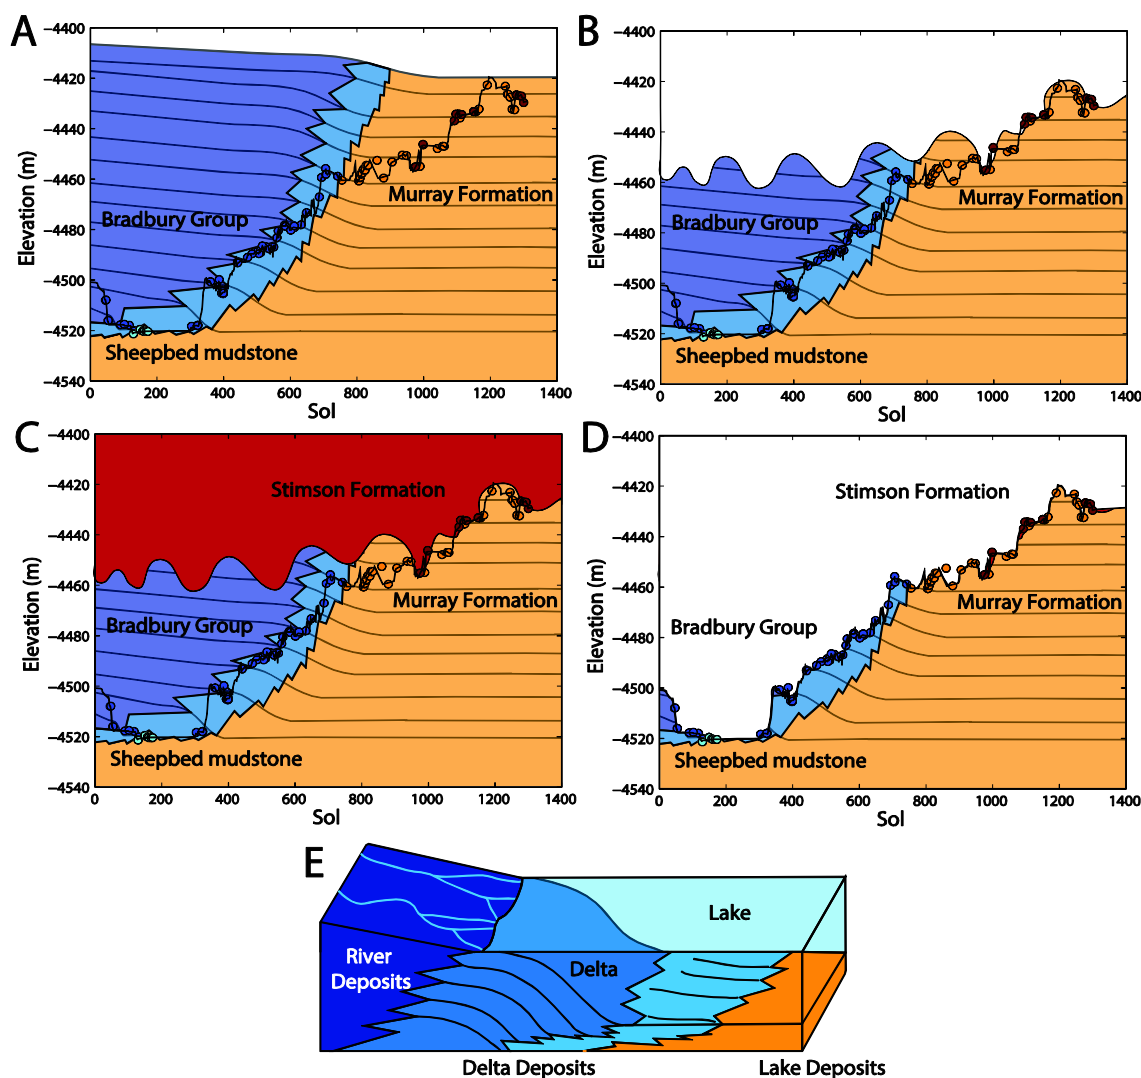 A
−4400
−4420
−4440
−4460
−4480
−4500
−4520
−4540
Elevation (m)
Bradbury Group
Murray Formation
Sheepbed mudstone
0 200 400 600 800 1000 1200 1400
Sol
B
−4400
−4420
−4440
−4460
−4480
−4500
−4520
−4540
Elevation (m)
Bradbury Group
Murray Formation
Sheepbed mudstone
0 200 400 600 800 1000 1200 1400
Sol
C
−4400
−4420
−4440
−4460
−4480
−4500
−4520
−4540
Elevation (m)
Stimson Formation
Murray Formation
Bradbury Group
Sheepbed mudstone
0 200 400 600 800 1000 1200 1400
Sol
D
−4400
−4420
−4440
−4460
−4480
−4500
−4520
−4540
Elevation (m)
Stimson Formation
Murray Formation
Bradbury Group
Sheepbed mudstone
0 200 400 600 800 1000 1200 1400
Sol
E
Lake
River
Deposits
Delta
Delta Deposits
Lake Deposits